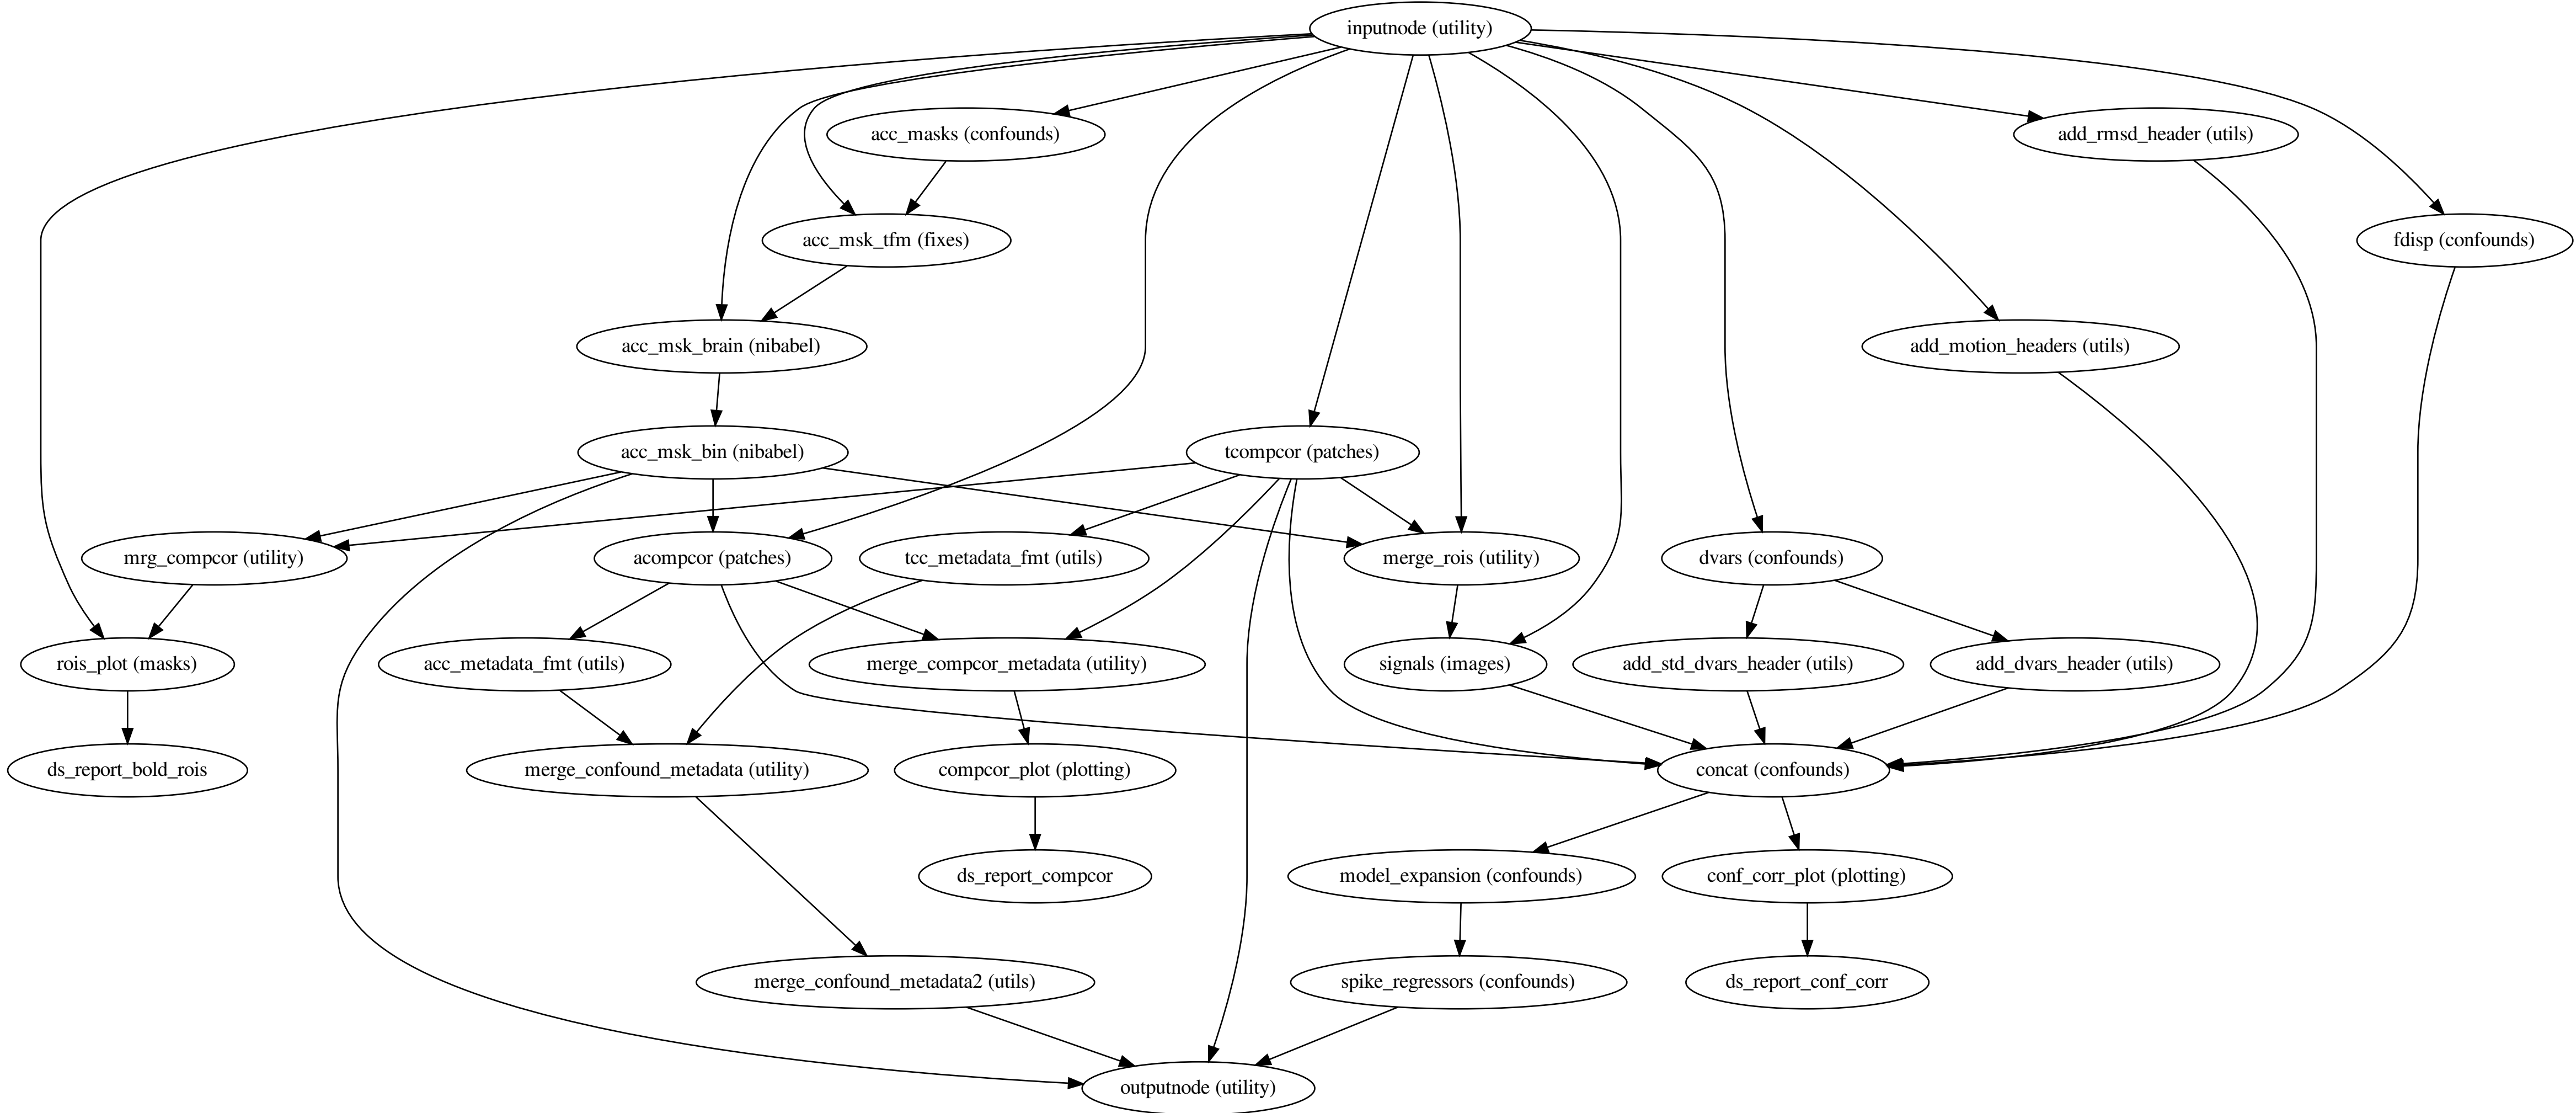 inputnode (utility)
acc_masks (confounds)
add_rmsd_header (utils)
acc_msk_tfm (fixes)
fdisp (confounds)
acc_msk_brain (nibabel)
add_motion_headers (utils)
acc_msk_bin (nibabel)
tcompcor (patches)
mrg_compcor (utility)
acompcor (patches)
tcc_metadata_fmt (utils)
merge_rois (utility)
dvars (confounds)
rois_plot (masks)
acc_metadata_fmt (utils)
merge_compcor_metadata (utility)
signals (images)
add_std_dvars_header (utils)
add_dvars_header (utils)
ds_report_bold_rois
merge_confound_metadata (utility)
compcor_plot (plotting)
concat (confounds)
ds_report_compcor
model_expansion (confounds)
conf_corr_plot (plotting)
merge_confound_metadata2 (utils)
spike_regressors (confounds)
ds_report_conf_corr
outputnode (utility)